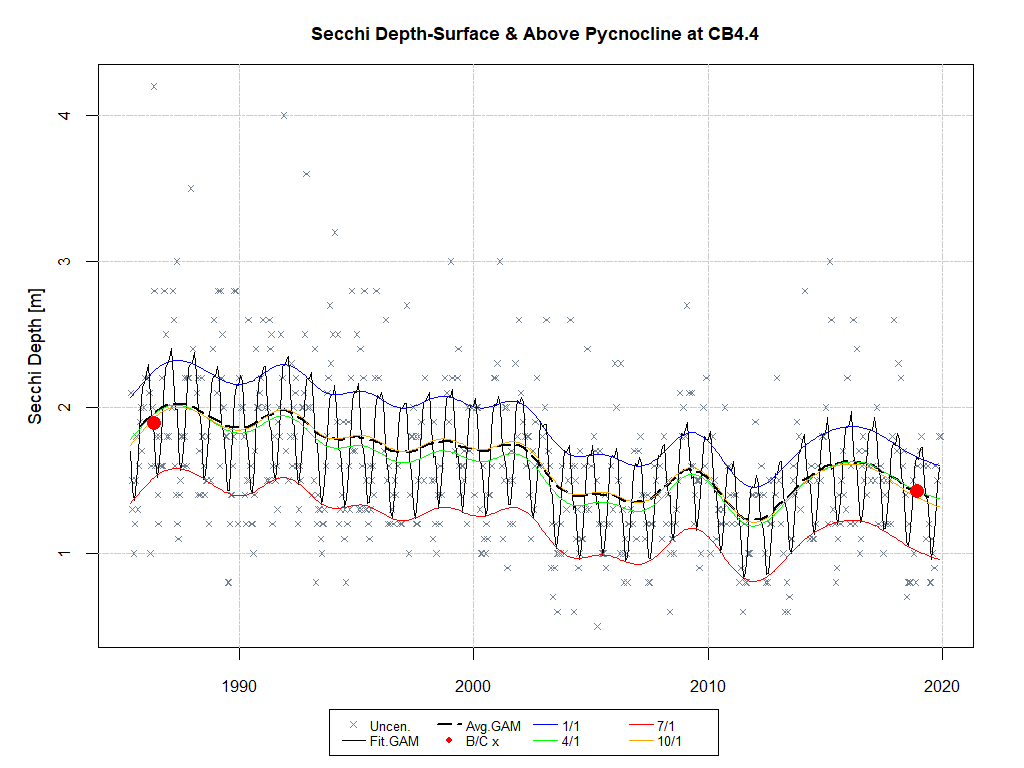 Secchi Depth-Surface & Above Pycnocline at CB4.4
Secchi Depth [m]
4
3
2
1
1990 2000 2010 2020
Uncen. Avg.GAM 1/1 7/1
Fit.GAM B/C x 4/1 10/1